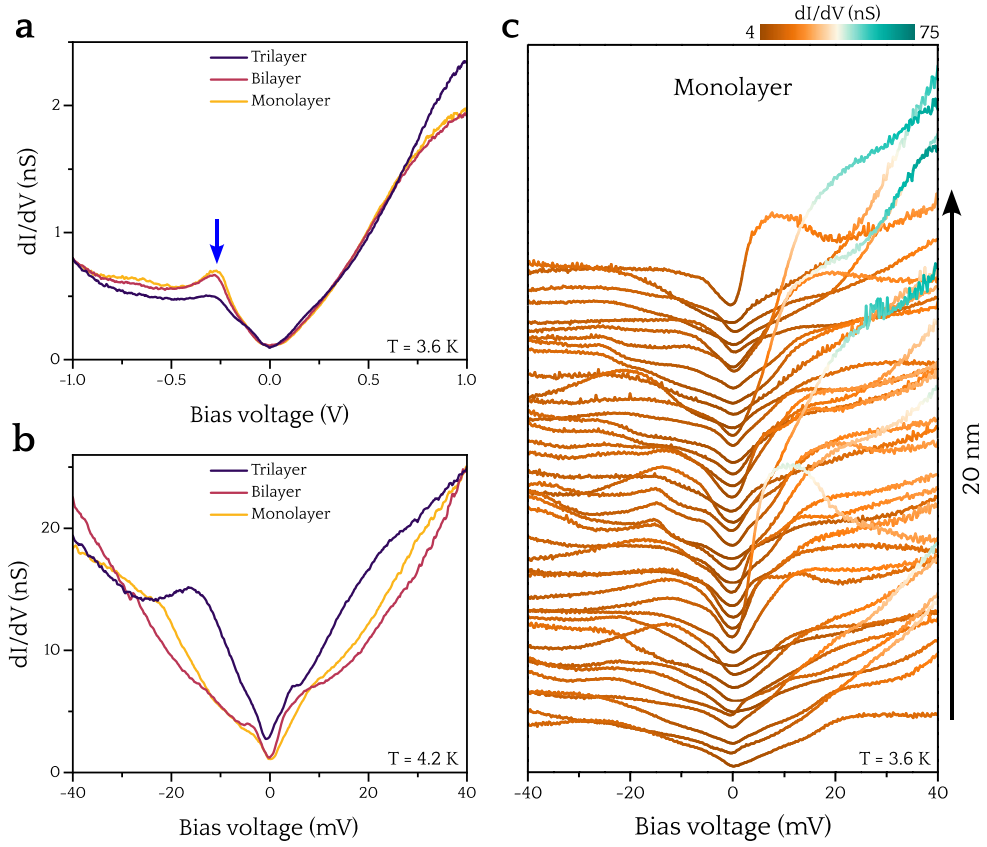 a
dI/dV (nS)
2
1
0
Trilayer
Bilayer
Monolayer
T = 3.6 K
-1.0
-0.5
0.0
0.5
1.0
Bias voltage (V)
b
dI/dV (nS)
20
10
0
Trilayer
Bilayer
Monolayer
T = 4.2 K
-40
-20
0
20
40
Bias voltage (mV)
c
dI/dV (nS)
4
75
Monolayer
20 nm
T = 3.6 K
-40
-20
0
20
40
Bias voltage (mV)